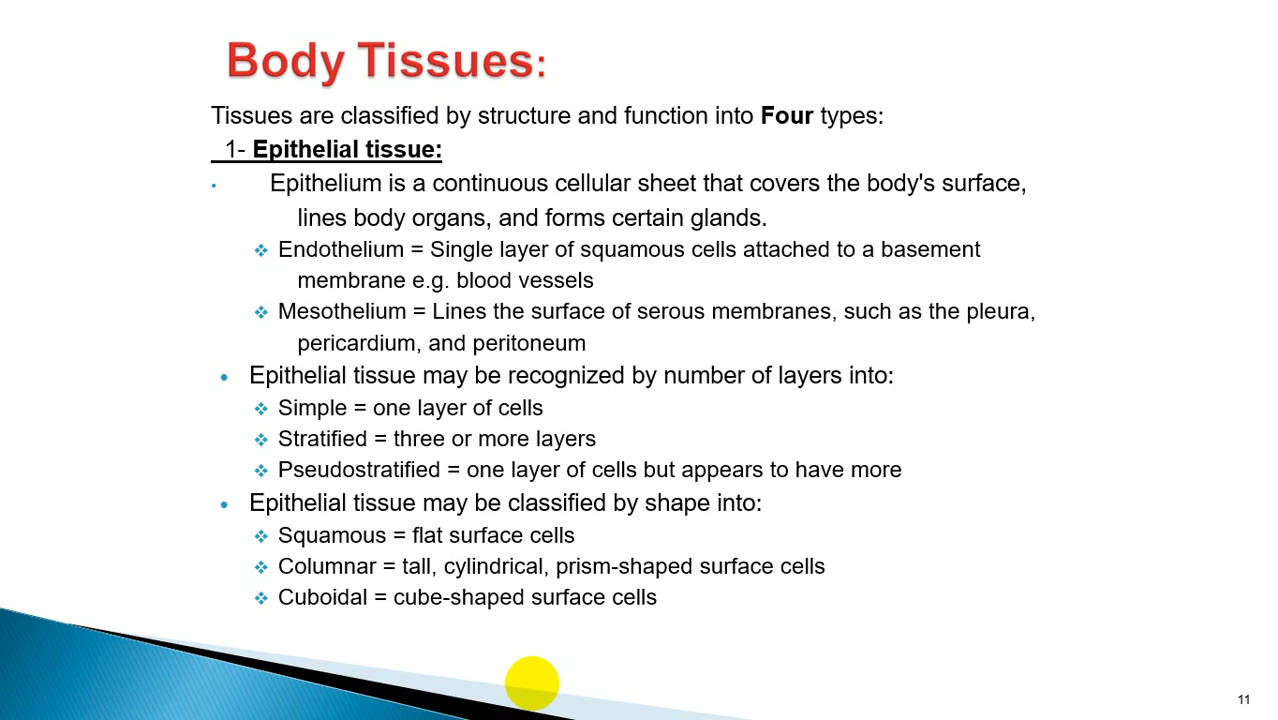 Body Tissues:
Tissues are classified by structure and function into Four types:
1- Epithelial tissue:
• Epithelium is a continuous cellular sheet that covers the body's surface,
lines body organs, and forms certain glands.
❖ Endothelium = Single layer of squamous cells attached to a basement
membrane e.g. blood vessels
❖ Mesothelium = Lines the surface of serous membranes, such as the pleura,
pericardium, and peritoneum
• Epithelial tissue may be recognized by number of layers into:
❖ Simple = one layer of cells
❖ Stratified = three or more layers
❖ Pseudostratified = one layer of cells but appears to have more
• Epithelial tissue may be classified by shape into:
❖ Squamous = flat surface cells
❖ Columnar = tall, cylindrical, prism-shaped surface cells
❖ Cuboidal = cube-shaped surface cells
11